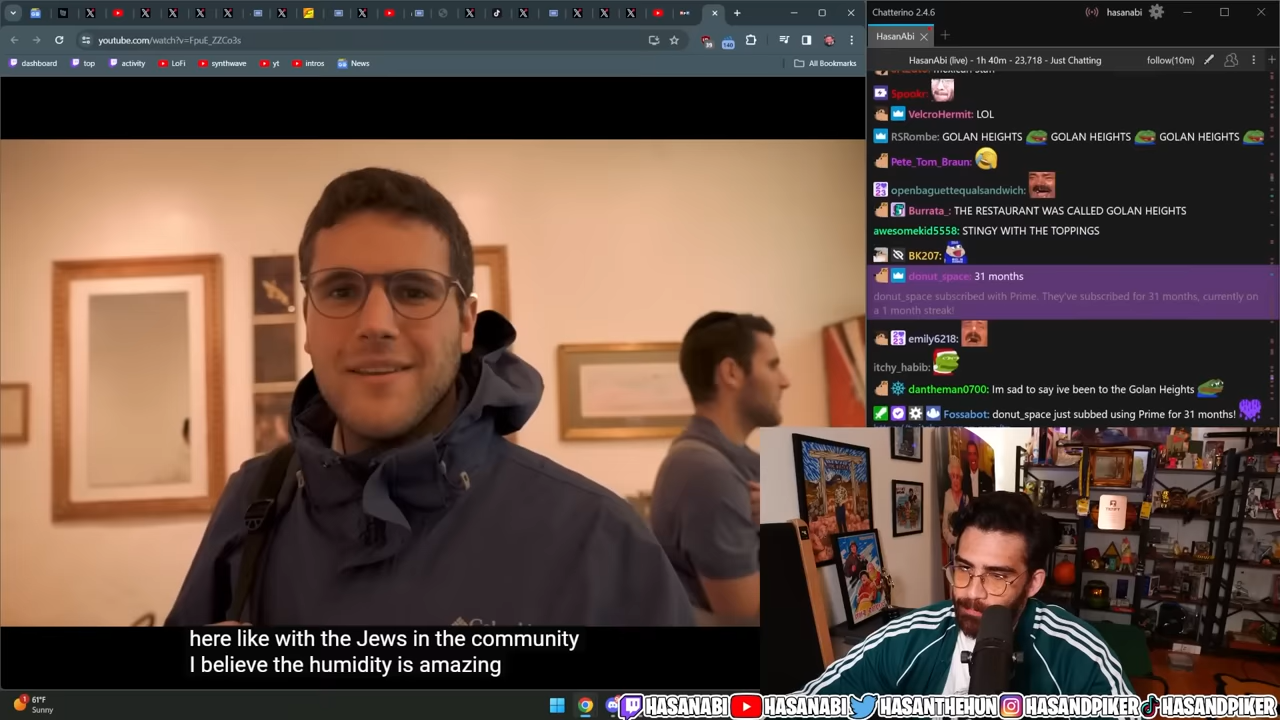 Chatterino 2.4.6
hasanabi
HasanAbi
youtube.com/watch?v=FpuE_ZZCo3s
HasanAbi (live) - 1h 40m - 23,718 - Just Chatting
follow(10m)
dashboard
top
activity
LoFi
synthwave
yt
intros
News
All Bookmarks
Spookr:
VelcroHermit: LOL
RSRombe: GOLAN HEIGHTS GOLAN HEIGHTS GOLAN HEIGHTS
Pete_Tom_Braun:
openbaguettequalsandwich:
Burrata_: THE RESTAURANT WAS CALLED GOLAN HEIGHTS
awesomekid5558: STINGY WITH THE TOPPINGS
BK207:
donut_space: 31 months
donut_space subscribed with Prime. They've subscribed for 31 months, currently on
a 1 month streak!
emily6218:
itchy_habib:
dantheman0700: Im sad to say ive been to the Golan Heights
Fossabot: donut_space just subbed using Prime for 31 months!
here like with the Jews in the community
I believe the humidity is amazing
61°F
Sunny
HASANABI HASANABI HASANTHEHUN HASANDPIKER HASANDPIKER